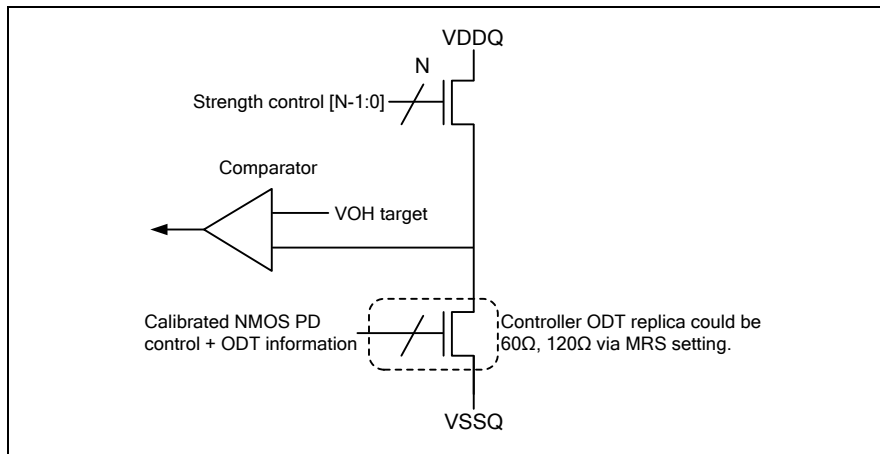 VDDQ
N
Strength control [N-1:0]
Comparator
VOH target
Calibrated NMOS PD
control + ODT information
Controller ODT replica could be
60Ω, 120Ω via MRS setting.
VSSQ